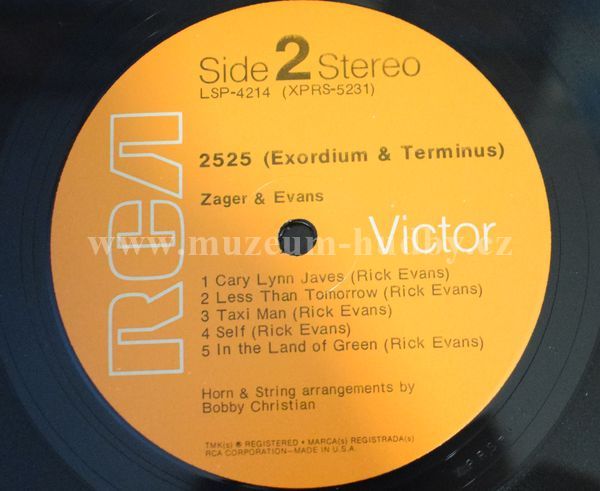 Side 2 Stereo
LSP-4214 (XPRS-5231)
2525 (Exordium & Terminus)
Zager & Evans
RCA
Victor
www.muzeum-hudby.cz
1 Cary Lynn Javes (Rick Evans)
2 Less Than Tomorrow (Rick Evans)
3 Taxi Man (Rick Evans)
4 Self (Rick Evans)
5 In the Land of Green (Rick Evans)
Horn & String arrangements by
Bobby Christian
TMK(s) ® REGISTERED • MARCA(s) REGISTRADA(s)
RCA CORPORATION—MADE IN U.S.A.